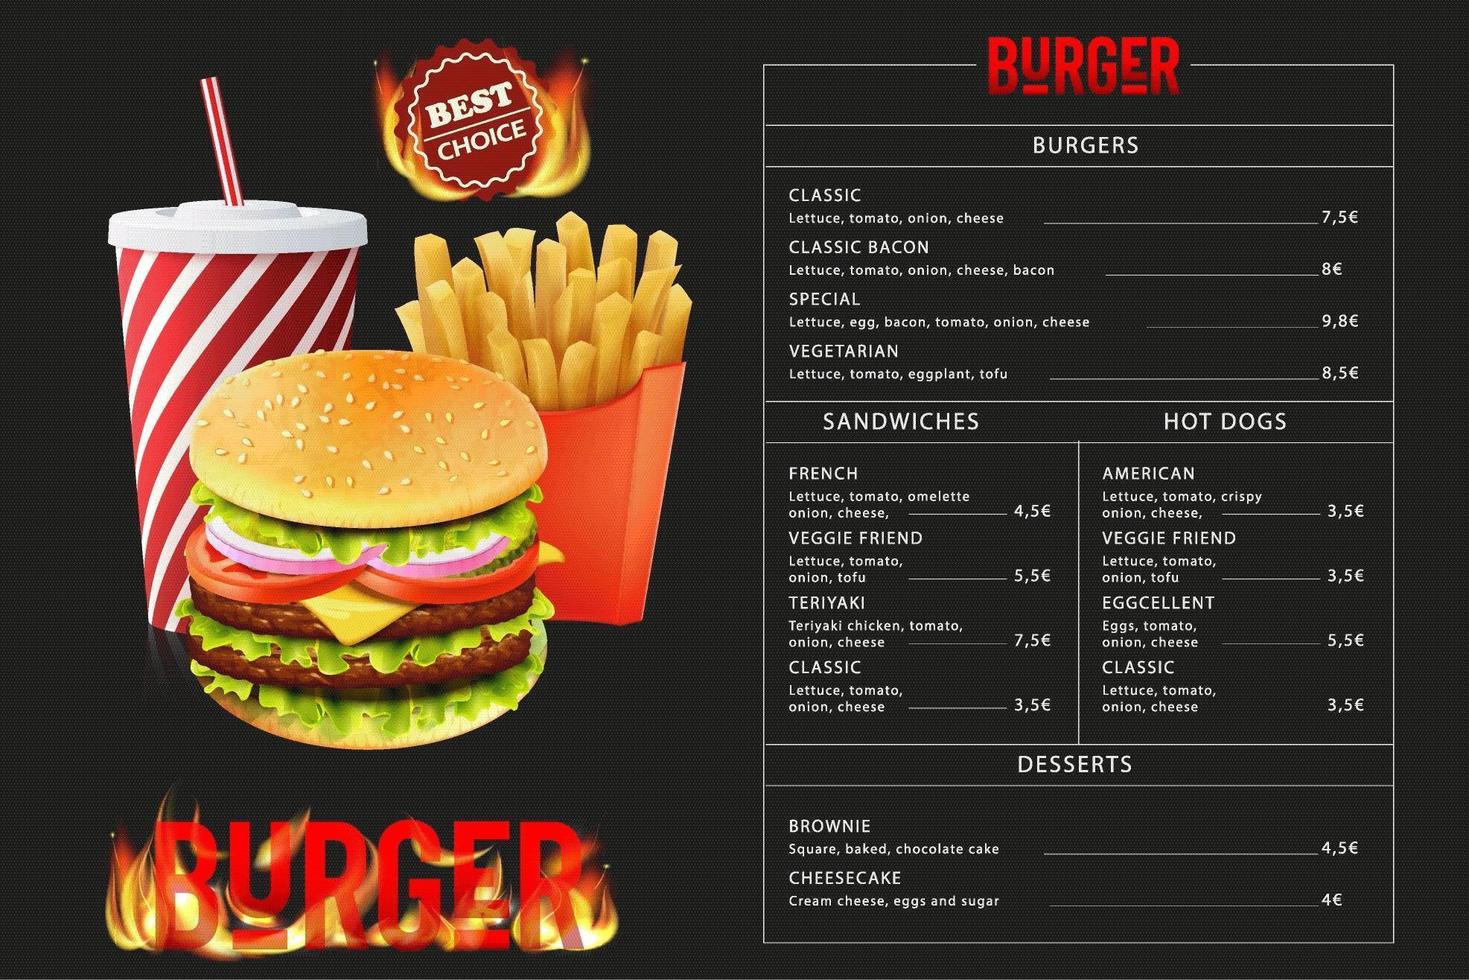 BEST
CHOICE
BURGER
BURGER
BURGERS
CLASSIC
Lettuce, tomato, onion, cheese 7,5€
CLASSIC BACON
Lettuce, tomato, onion, cheese, bacon 8€
SPECIAL
Lettuce, egg, bacon, tomato, onion, cheese 9,8€
VEGETARIAN
Lettuce, tomato, eggplant, tofu 8,5€
SANDWICHES
FRENCH
Lettuce, tomato, omelette
onion, cheese, 4,5€
VEGGIE FRIEND
Lettuce, tomato,
onion, tofu 5,5€
TERIYAKI
Teriyaki chicken, tomato,
onion, cheese 7,5€
CLASSIC
Lettuce, tomato,
onion, cheese 3,5€
HOT DOGS
AMERICAN
Lettuce, tomato, crispy
onion, cheese, 3,5€
VEGGIE FRIEND
Lettuce, tomato,
onion, tofu 3,5€
EGGCELLENT
Eggs, tomato,
onion, cheese 5,5€
CLASSIC
Lettuce, tomato,
onion, cheese 3,5€
DESSERTS
BROWNIE
Square, baked, chocolate cake 4,5€
CHEESECAKE
Cream cheese, eggs and sugar 4€